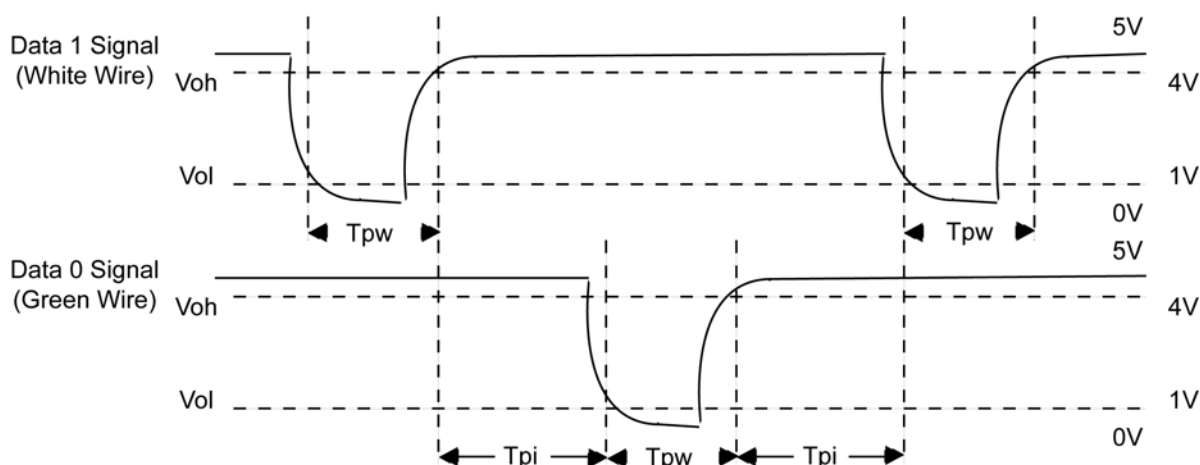 5V
Data 1 Signal
(White Wire)
Voh
4V
Vol
1V
0V
Tpw
Tpw
Data 0 Signal
(Green Wire)
5V
Voh
4V
Vol
1V
0V
Tpi
Tpw
Tpi